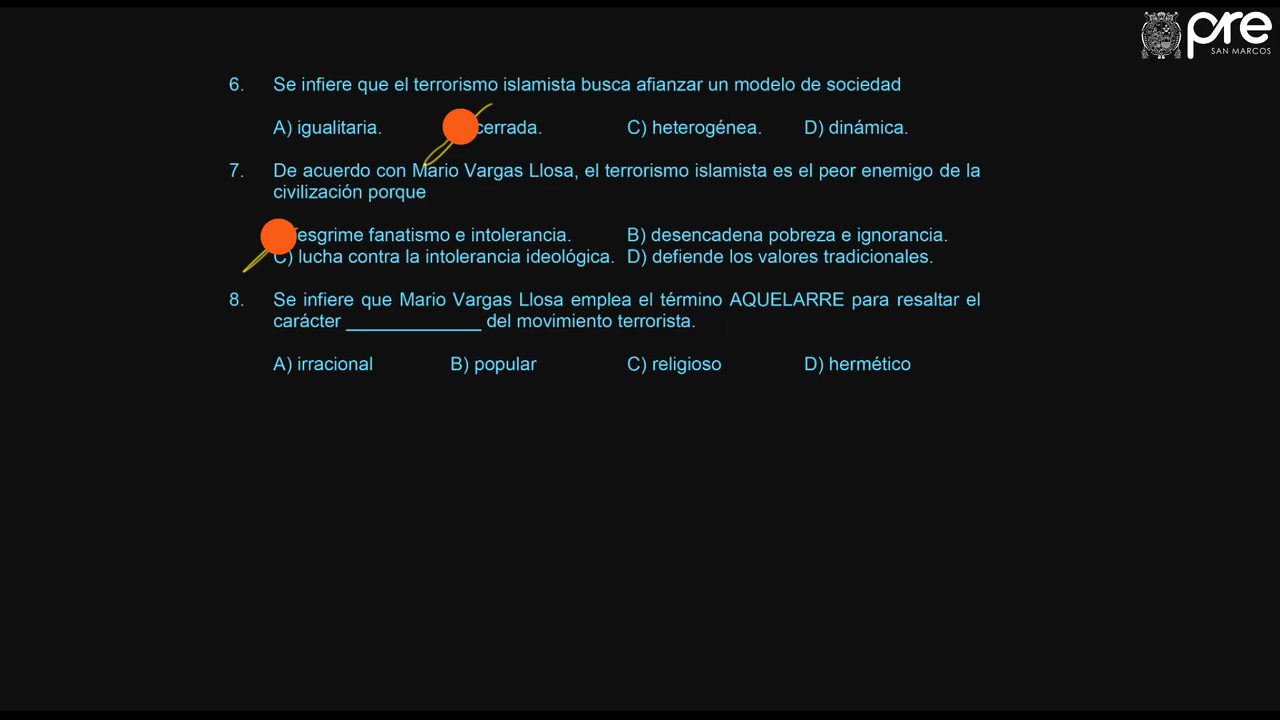 pre
SAN MARCOS
6. Se infiere que el terrorismo islamista busca afianzar un modelo de sociedad
A) igualitaria. cerrada. C) heterogénea. D) dinámica.
7. De acuerdo con Mario Vargas Llosa, el terrorismo islamista es el peor enemigo de la
civilización porque
esgrime fanatismo e intolerancia. B) desencadena pobreza e ignorancia.
C) lucha contra la intolerancia ideológica. D) defiende los valores tradicionales.
8. Se infiere que Mario Vargas Llosa emplea el término AQUELARRE para resaltar el
carácter ______________ del movimiento terrorista.
A) irracional B) popular C) religioso D) hermético